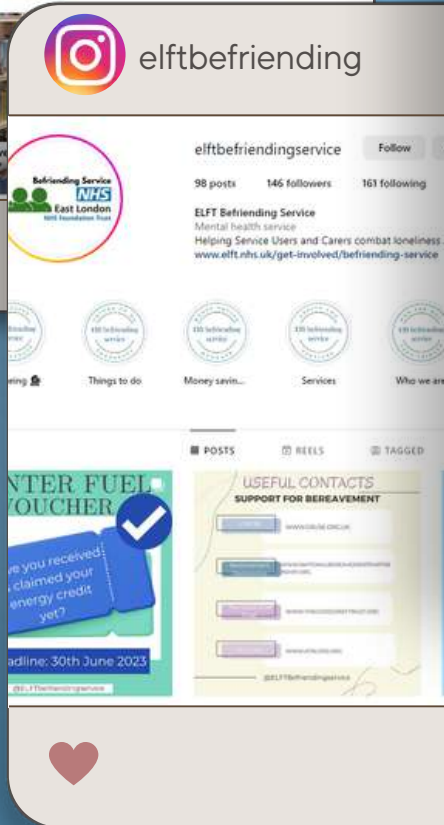 elftbefriending
elftbefriendingservice Follow
98 posts 146 followers 161 following
ELFT Befriending Service
Mental health service
Helping Service Users and Carers combat loneliness
www.elft.nhs.uk/get-involved/befriending-service
Befriending Service
NHS
East London
NHS Foundation Trust
Things to do
Money savin...
Services
Who we are
POSTS REELS TAGGED
NTER FUEL
VOUCHER
ve you received
claimed your
energy credit
yet?
adline: 30th June 2023
@ELFTbefriendingservice
USEFUL CONTACTS
SUPPORT FOR BEREAVEMENT
WWW.CRUSE.ORG.UK
@ELFTBefriendingservice